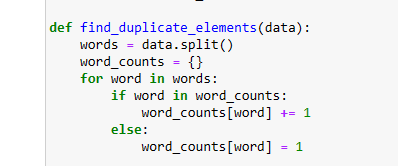 def find_duplicate_elements(data):
    words = data.split()
    word_counts = {}
    for word in words:
        if word in word_counts:
            word_counts[word] += 1
        else:
            word_counts[word] = 1